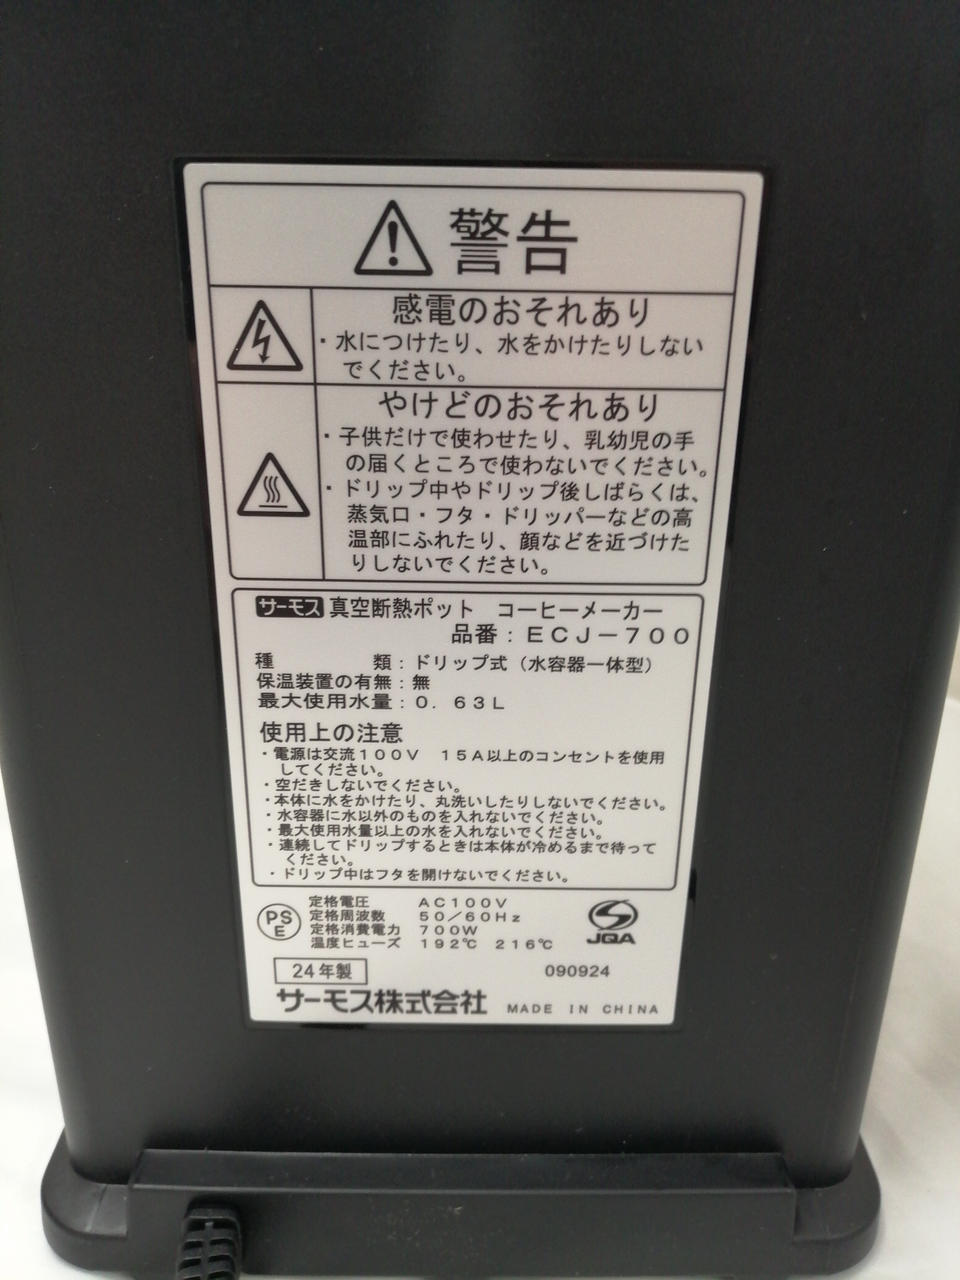 警告
感電のおそれあり
・水につけたり、水をかけたりしない
でください。
やけどのおそれあり
・子供だけで使わせたり、乳幼児の手
の届くところで使わないでください。
・ドリップ中やドリップ後しばらくは、
蒸気口・フタ・ドリッパーなどの高
温部にふれたり、顔などを近づけた
りしないでください。
サーモス 真空断熱ポット コーヒーメーカー
品番：ECJ－700
種 類：ドリップ式（水容器一体型）
保温装置の有無：無
最大使用水量：0．63L
使用上の注意
・電源は交流100V 15A以上のコンセントを使用
してください。
・空だきしないでください。
・本体に水をかけたり、丸洗いしたりしないでください。
・水容器に水以外のものを入れないでください。
・最大使用水量以上の水を入れないでください。
・連続してドリップするときは本体が冷めるまで待って
ください。
・ドリップ中はフタを開けないでください。
PS
E
定格電圧 AC100V
定格周波数 50／60Hz
定格消費電力 700W
温度ヒューズ 192℃ 216℃
JQA
24年製
090924
サーモス株式会社 MADE IN CHINA